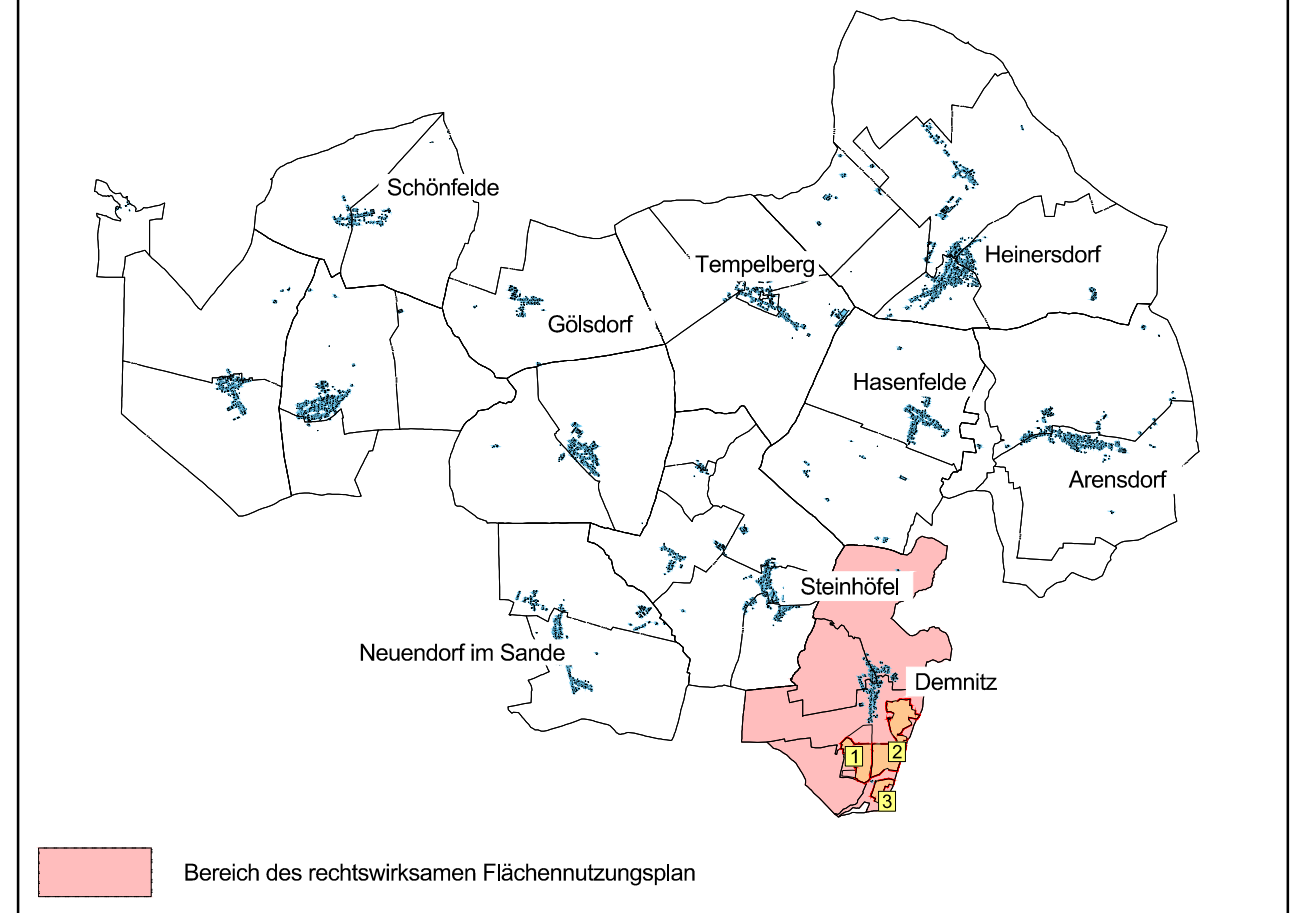 Schönfelde
Heinersdorf
Tempelberg
Gölsdorf
Hasenfelde
Arensdorf
Steinhöfel
Neuendorf im Sande
Demnitz
1
2
3
Bereich des rechtswirksamen Flächennutzungsplan